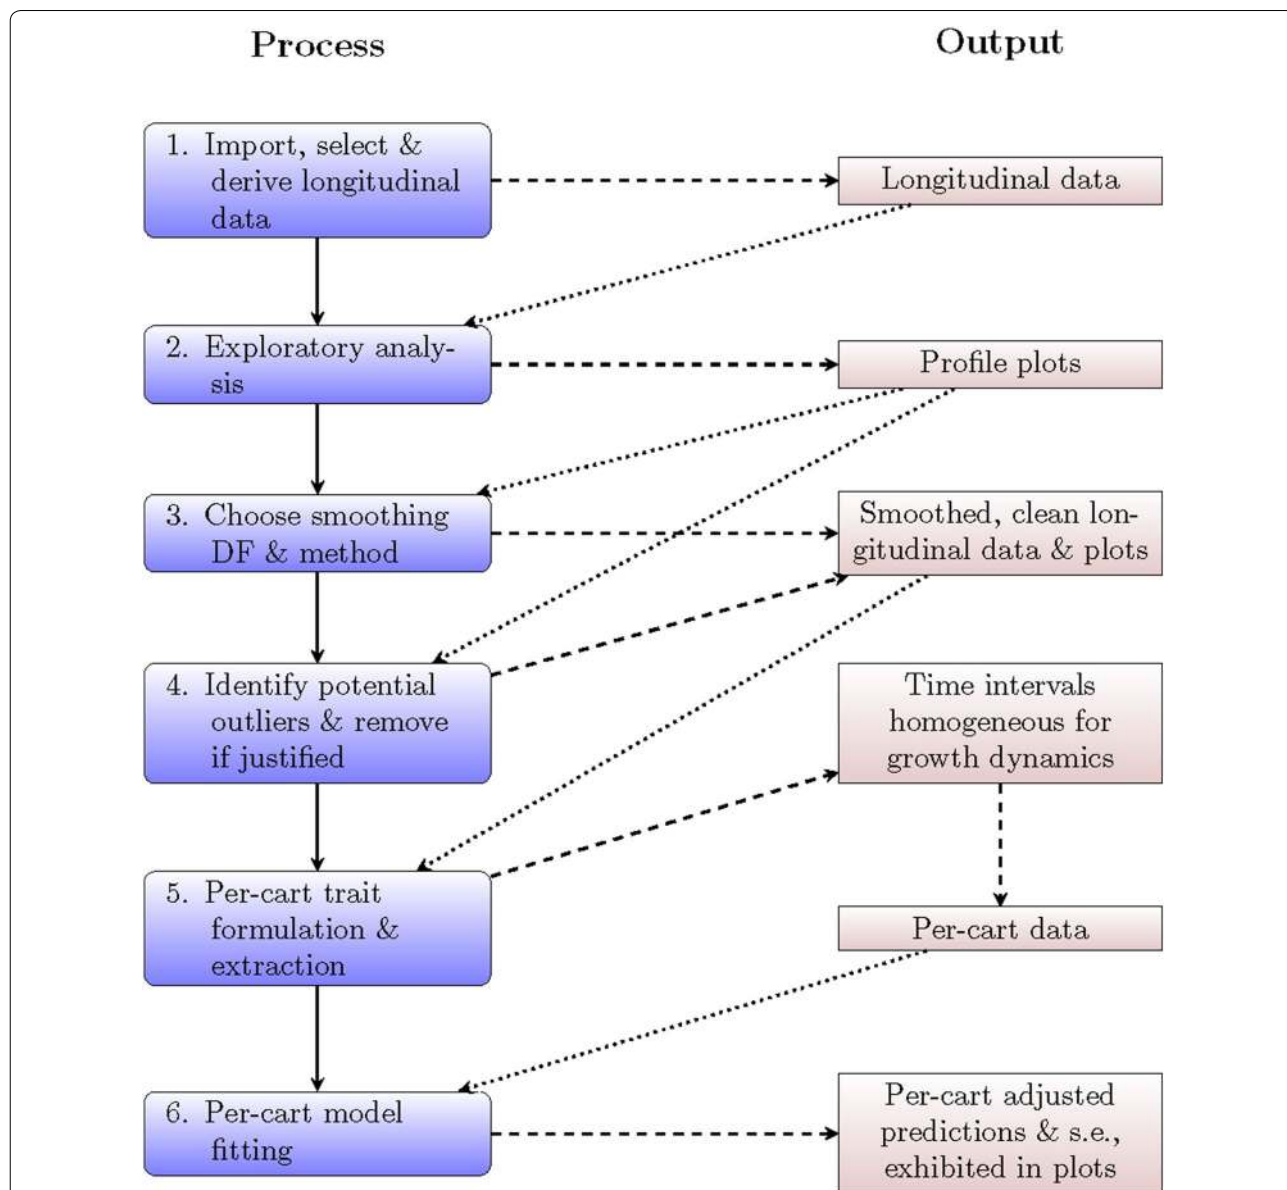 Process
Output
1. Import, select &
derive longitudinal
data
Longitudinal data
2. Exploratory analy-
sis
Profile plots
3. Choose smoothing
DF & method
Smoothed, clean lon-
gitudinal data & plots
4. Identify potential
outliers & remove
if justified
Time intervals
homogeneous for
growth dynamics
5. Per-cart trait
formulation &
extraction
Per-cart data
6. Per-cart model
fitting
Per-cart adjusted
predictions & s.e.,
exhibited in plots